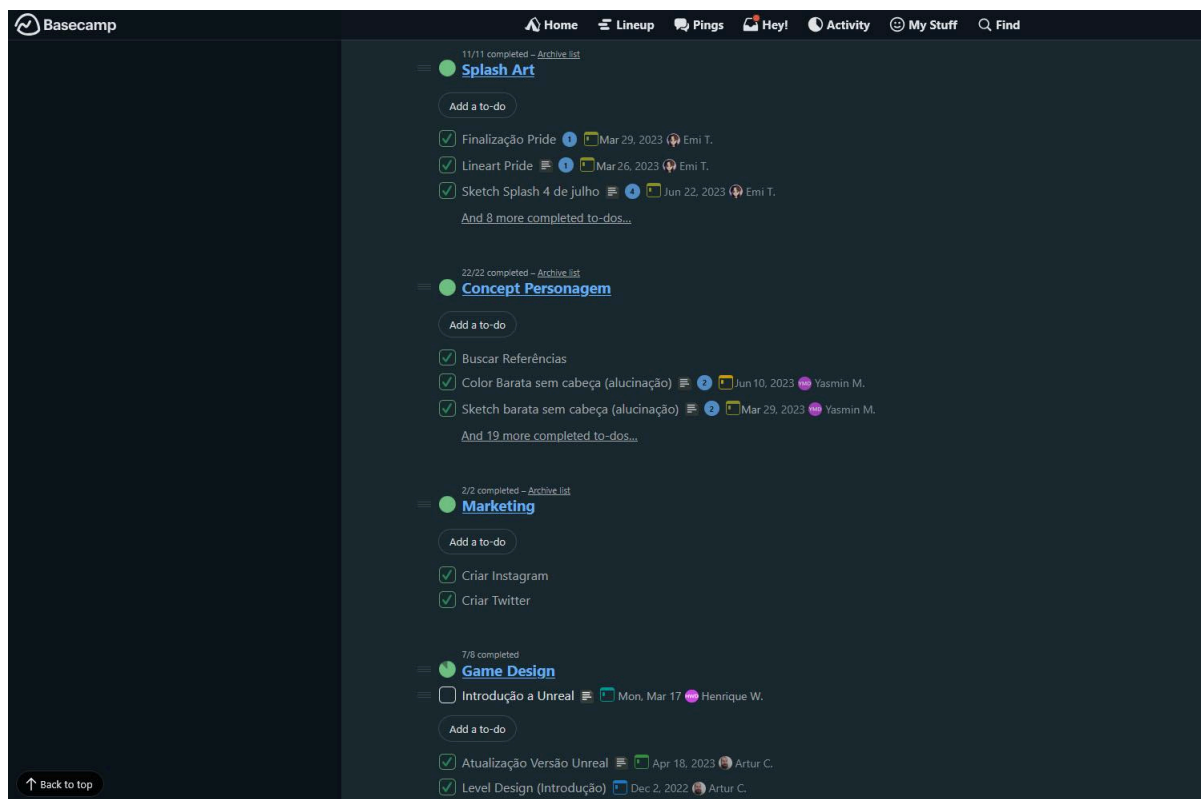 Basecamp
Home Lineup Pings Hey! Activity My Stuff Find
11/11 completed – Archive list
Splash Art
Add a to-do
Finalização Pride 1 Mar 29, 2023 Emi T.
Lineart Pride 1 Mar 26, 2023 Emi T.
Sketch Splash 4 de julho 4 Jun 22, 2023 Emi T.
And 8 more completed to-dos...
22/22 completed – Archive list
Concept Personagem
Add a to-do
Buscar Referências
Color Barata sem cabeça (alucinação) 2 Jun 10, 2023 Yasmin M.
Sketch barata sem cabeça (alucinação) 2 Mar 29, 2023 Yasmin M.
And 19 more completed to-dos...
2/2 completed – Archive list
Marketing
Add a to-do
Criar Instagram
Criar Twitter
7/8 completed
Game Design
Introdução a Unreal Mon, Mar 17 Henrique W.
Add a to-do
Atualização Versão Unreal Apr 18, 2023 Artur C.
Level Design (Introdução) Dec 2, 2022 Artur C.
Back to top